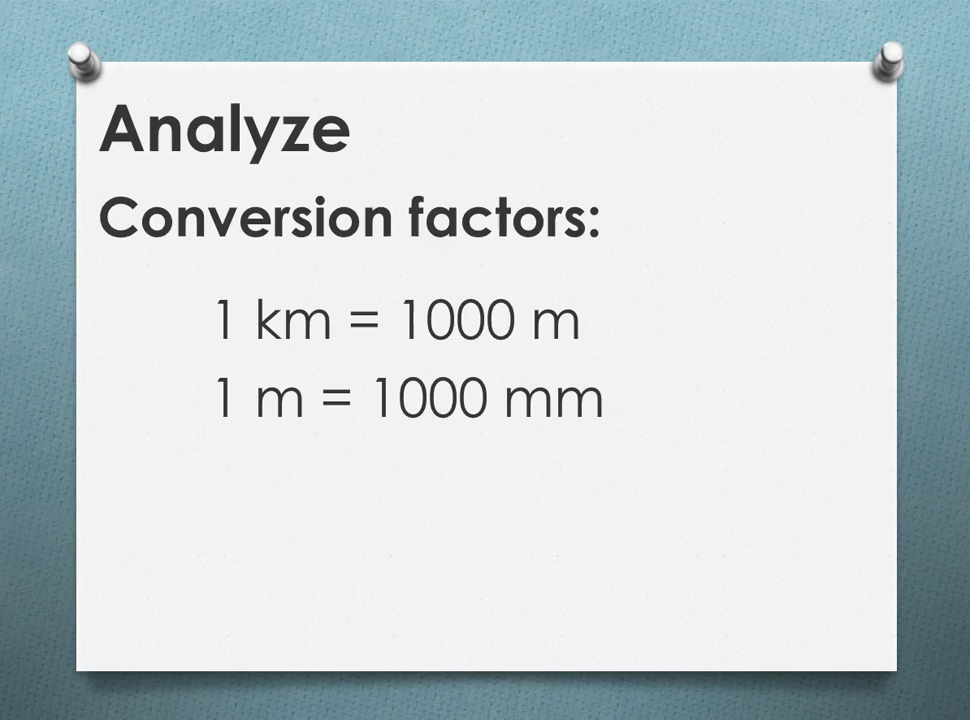 Analyze
Conversion factors:
1 km = 1000 m
1 m = 1000 mm